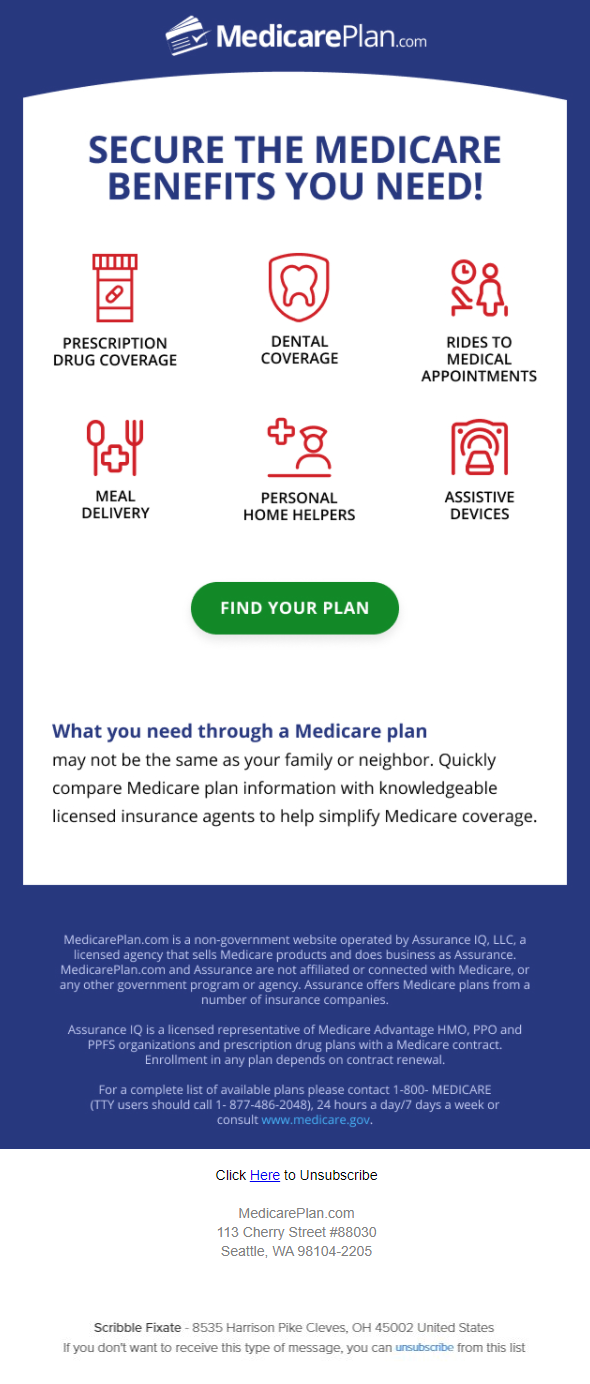 MedicarePlan.com
SECURE THE MEDICARE
BENEFITS YOU NEED!
PRESCRIPTION
DRUG COVERAGE
DENTAL
COVERAGE
RIDES TO
MEDICAL
APPOINTMENTS
MEAL
DELIVERY
PERSONAL
HOME HELPERS
ASSISTIVE
DEVICES
FIND YOUR PLAN
What you need through a Medicare plan
may not be the same as your family or neighbor. Quickly
compare Medicare plan information with knowledgeable
licensed insurance agents to help simplify Medicare coverage.
MedicarePlan.com is a non-government website operated by Assurance IQ, LLC, a
licensed agency that sells Medicare products and does business as Assurance.
MedicarePlan.com and Assurance are not affiliated or connected with Medicare, or
any other government program or agency. Assurance offers Medicare plans from a
number of insurance companies.
Assurance IQ is a licensed representative of Medicare Advantage HMO, PPO and
PPFS organizations and prescription drug plans with a Medicare contract.
Enrollment in any plan depends on contract renewal.
For a complete list of available plans please contact 1-800- MEDICARE
(TTY users should call 1- 877-486-2048), 24 hours a day/7 days a week or
consult www.medicare.gov.
Click Here to Unsubscribe
MedicarePlan.com
113 Cherry Street #88030
Seattle, WA 98104-2205
Scribble Fixate - 8535 Harrison Pike Cleves, OH 45002 United States
If you don't want to receive this type of message, you can unsubscribe from this list